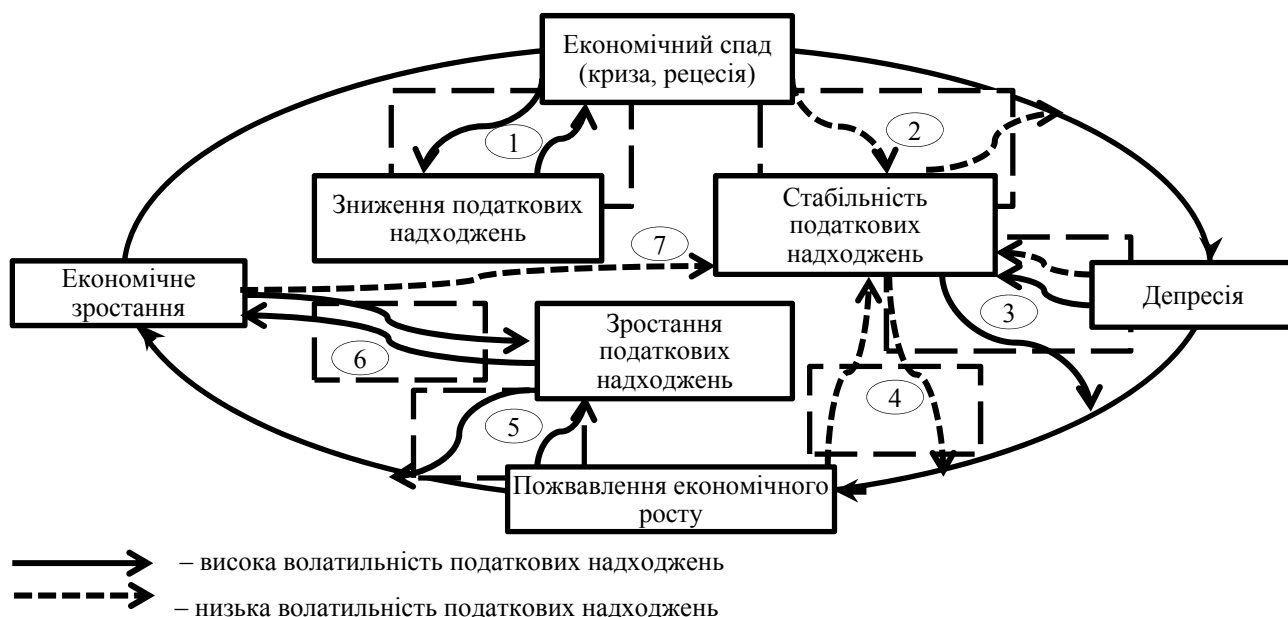 Економічний спад
(криза, рецесія)
1
2
Зниження податкових
надходжень
Стабільність
податкових
надходжень
7
Економічне
зростання
Депресія
3
Зростання
податкових
надходжень
6
4
5
Пожвавлення економічного
росту
– висока волатильність податкових надходжень
– низька волатильність податкових надходжень